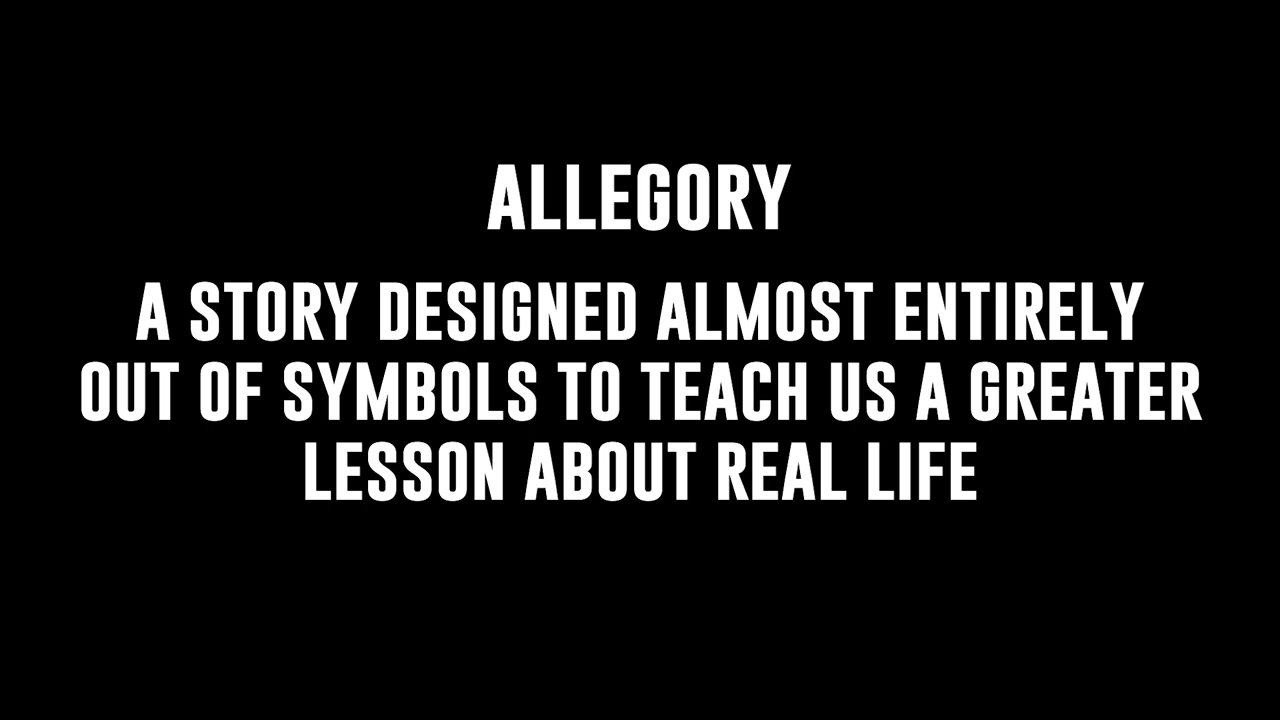 ALLEGORY
A STORY DESIGNED ALMOST ENTIRELY
OUT OF SYMBOLS TO TEACH US A GREATER
LESSON ABOUT REAL LIFE